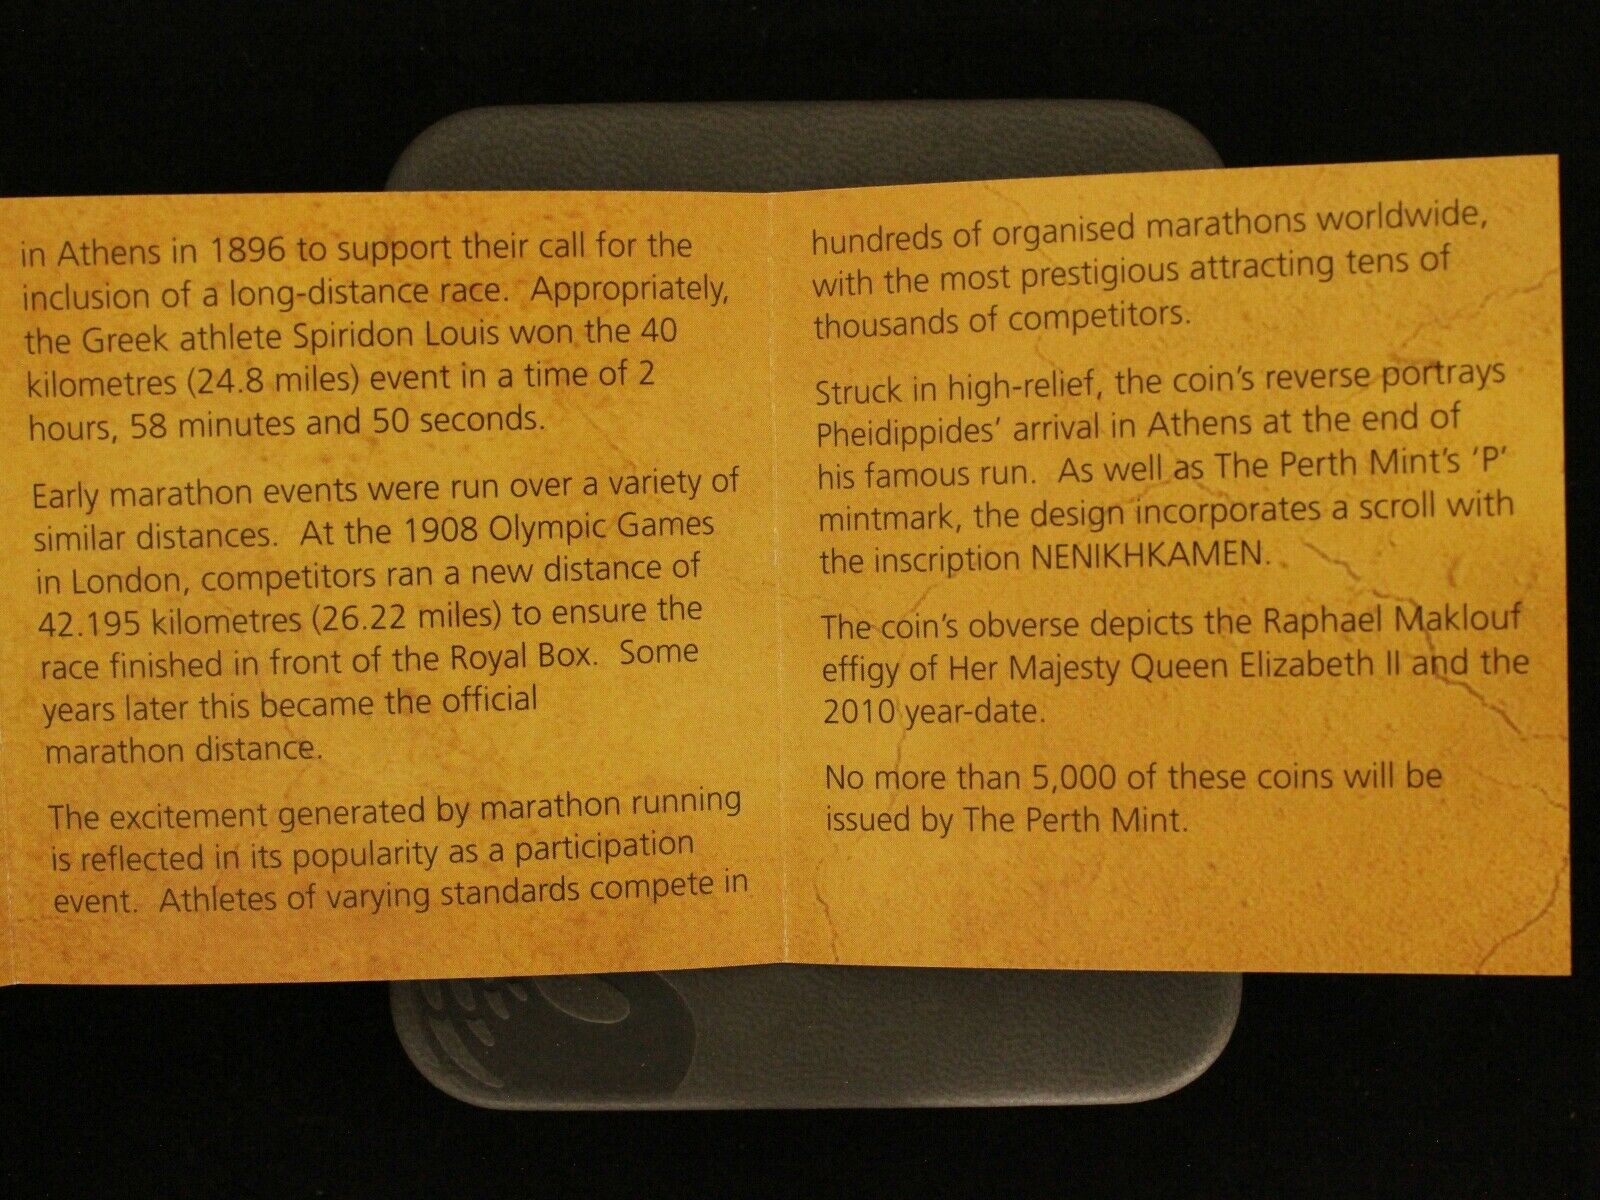 in Athens in 1896 to support their call for the
inclusion of a long-distance race. Appropriately,
the Greek athlete Spiridon Louis won the 40
kilometres (24.8 miles) event in a time of 2
hours, 58 minutes and 50 seconds.
Early marathon events were run over a variety of
similar distances. At the 1908 Olympic Games
in London, competitors ran a new distance of
42.195 kilometres (26.22 miles) to ensure the
race finished in front of the Royal Box. Some
years later this became the official
marathon distance.
The excitement generated by marathon running
is reflected in its popularity as a participation
event. Athletes of varying standards compete in
hundreds of organised marathons worldwide,
with the most prestigious attracting tens of
thousands of competitors.
Struck in high-relief, the coin's reverse portrays
Pheidippides' arrival in Athens at the end of
his famous run. As well as The Perth Mint's 'P'
mintmark, the design incorporates a scroll with
the inscription NENIKHKAMEN.
The coin's obverse depicts the Raphael Maklouf
effigy of Her Majesty Queen Elizabeth II and the
2010 year-date.
No more than 5,000 of these coins will be
issued by The Perth Mint.